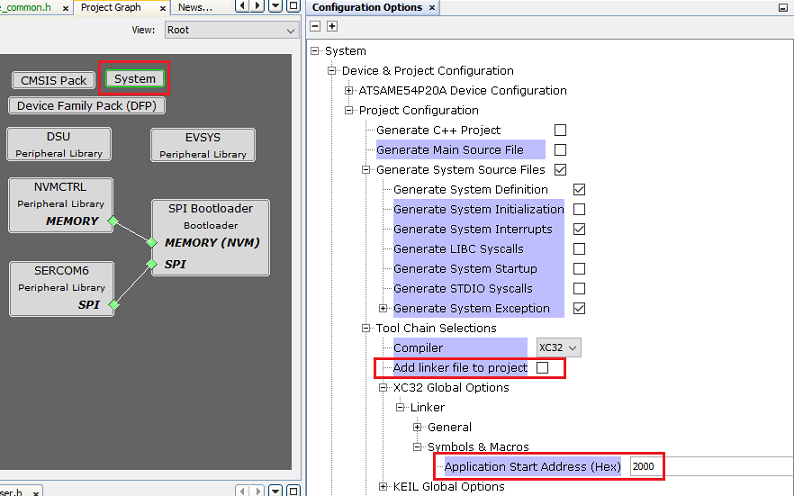 e_common.h
Project Graph
News...
View:
Root
CMSIS Pack
System
Device Family Pack (DFP)
DSU
Peripheral Library
EVSYS
Peripheral Library
NVMCTRL
Peripheral Library
MEMORY
SPI Bootloader
Bootloader
MEMORY (NVM)
SPI
SERCOM6
Peripheral Library
SPI
ser.h
Configuration Options
System
Device & Project Configuration
ATSAME54P20A Device Configuration
Project Configuration
Generate C++ Project
Generate Main Source File
Generate System Source Files
Generate System Definition
Generate System Initialization
Generate System Interrupts
Generate LIBC Syscalls
Generate System Startup
Generate STDIO Syscalls
Generate System Exception
Tool Chain Selections
Compiler XC32
Add linker file to project
XC32 Global Options
Linker
General
Symbols & Macros
Application Start Address (Hex) 2000
KEIL Global Options